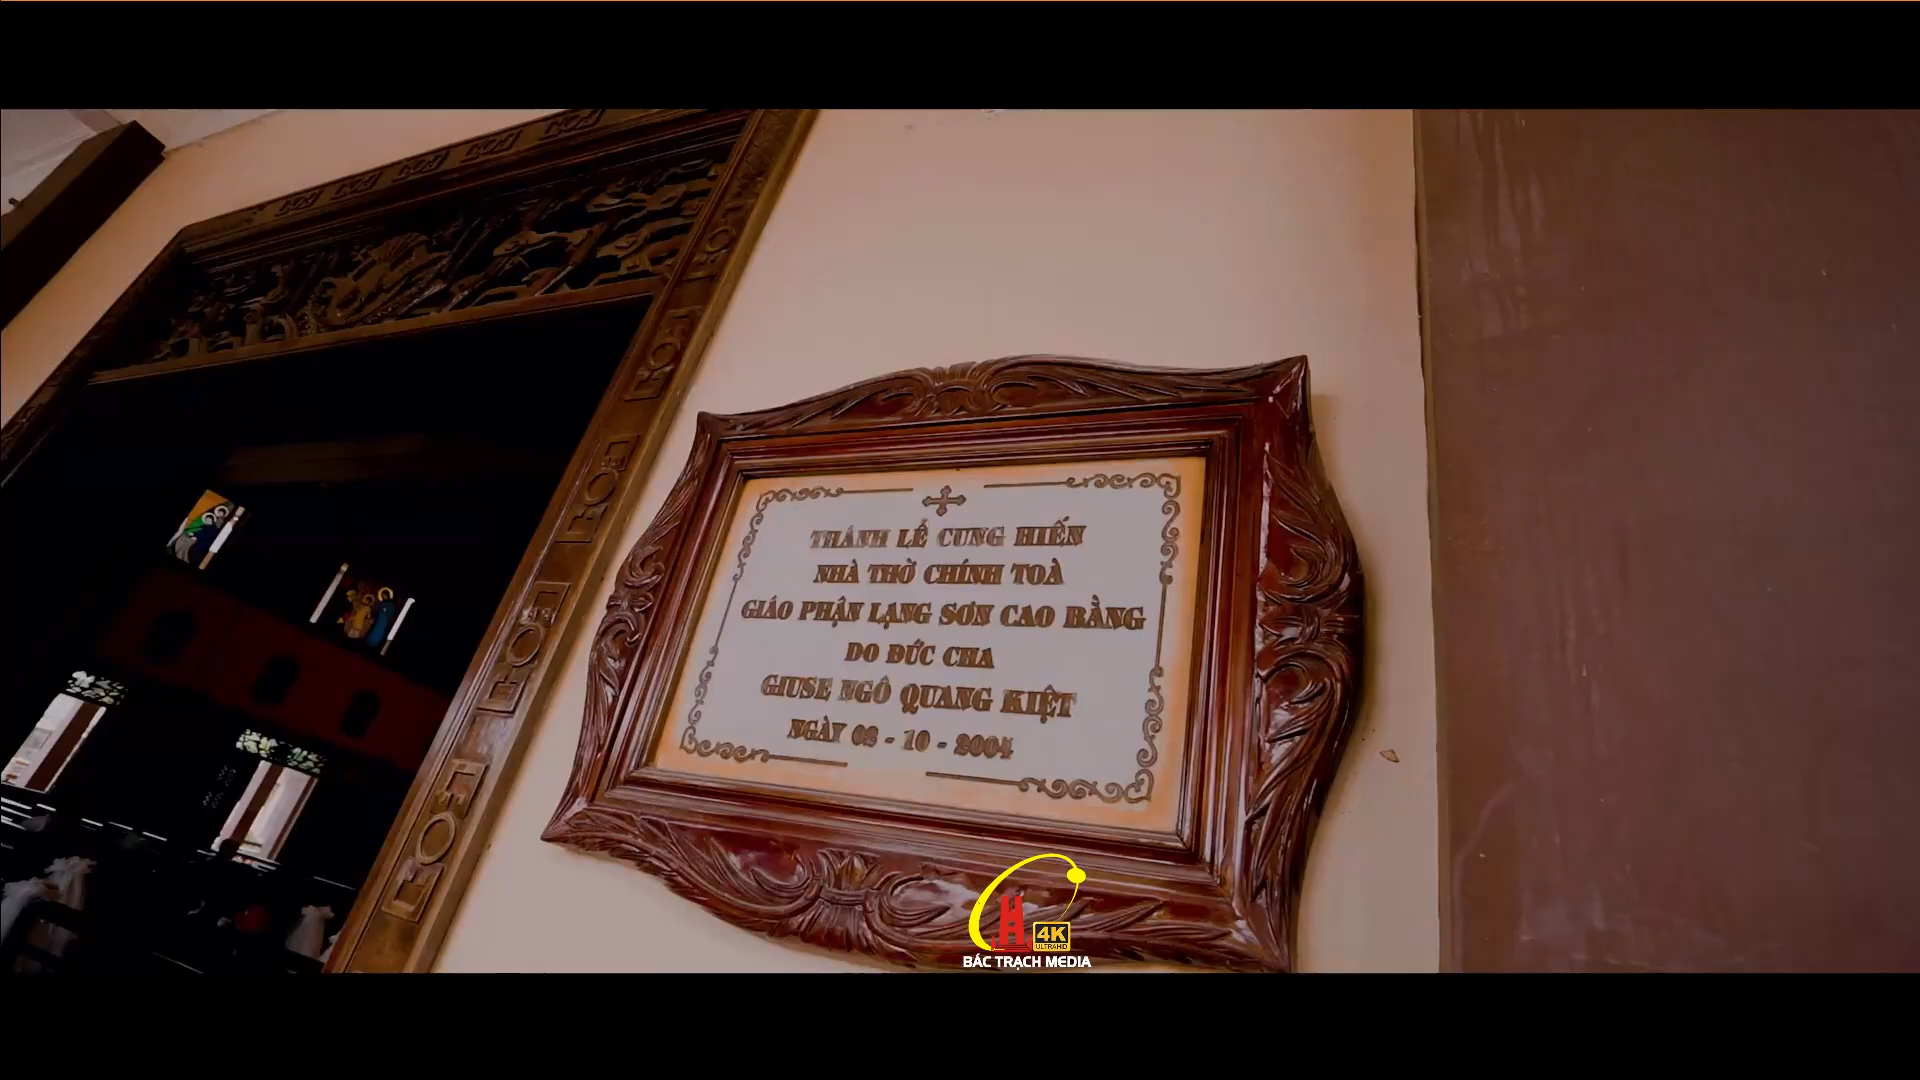 THÁNH LỄ CUNG HIẾN
NHÀ THỜ CHÍNH TOÀ
GIÁO PHẬN LẠNG SƠN CAO BẰNG
DO ĐỨC CHA
GIUSE NGÔ QUANG KIỆT
NGÀY 02 - 10 - 2004
4K
ULTRAHD
BÁC TRẠCH MEDIA